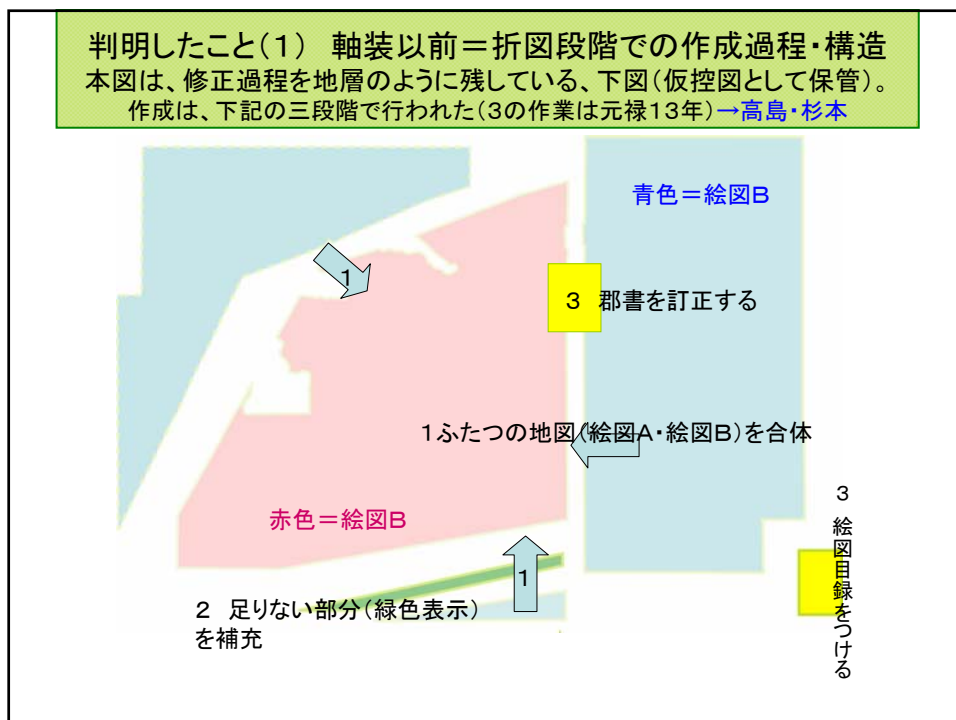 判明したこと(1) 軸装以前=折図段階での作成過程・構造
本図は、修正過程を地層のように残している、下図(仮控図として保管)。
作成は、下記の三段階で行われた(3の作業は元禄13年)→高島・杉本
青色=絵図B
1
3 郡書を訂正する
1ふたつの地図(絵図A・絵図B)を合体
赤色=絵図B
1
2 足りない部分(緑色表示)
を補充
3 絵図目録をつける